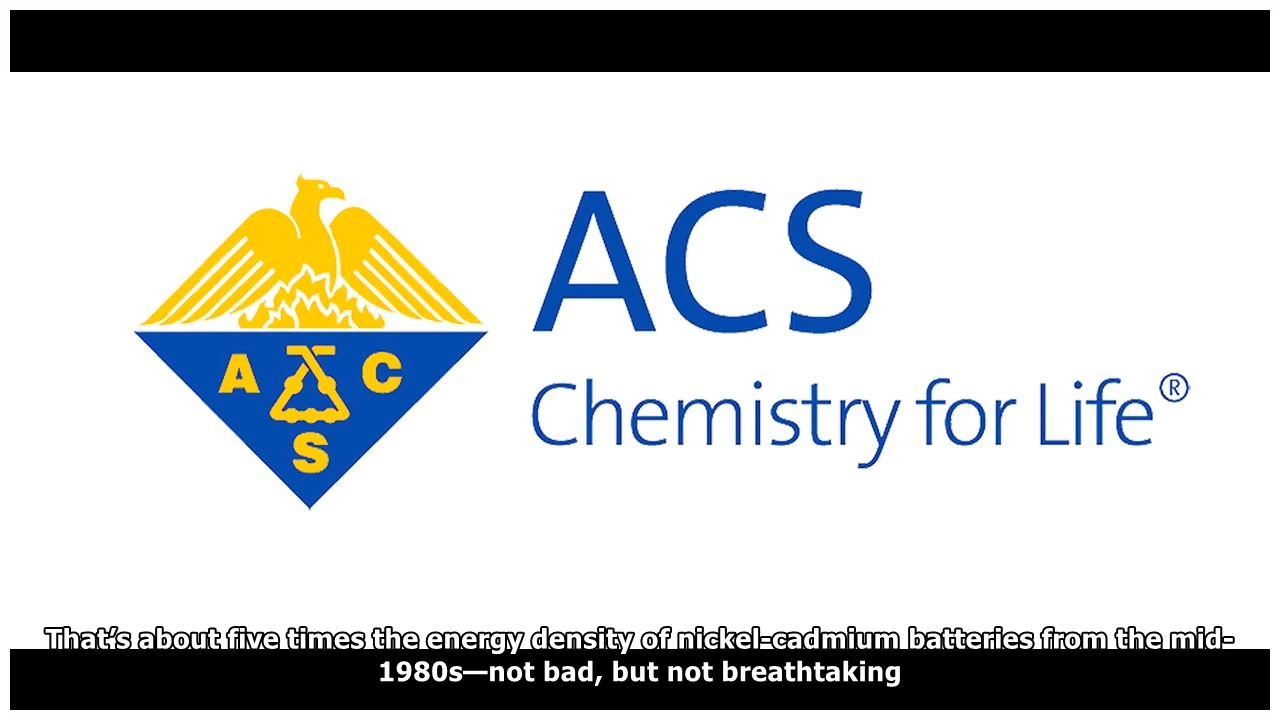 ACS
Chemistry for Life®
A C
S
That’s about five times the energy density of nickel-cadmium batteries from the mid-
1980s—not bad, but not breathtaking